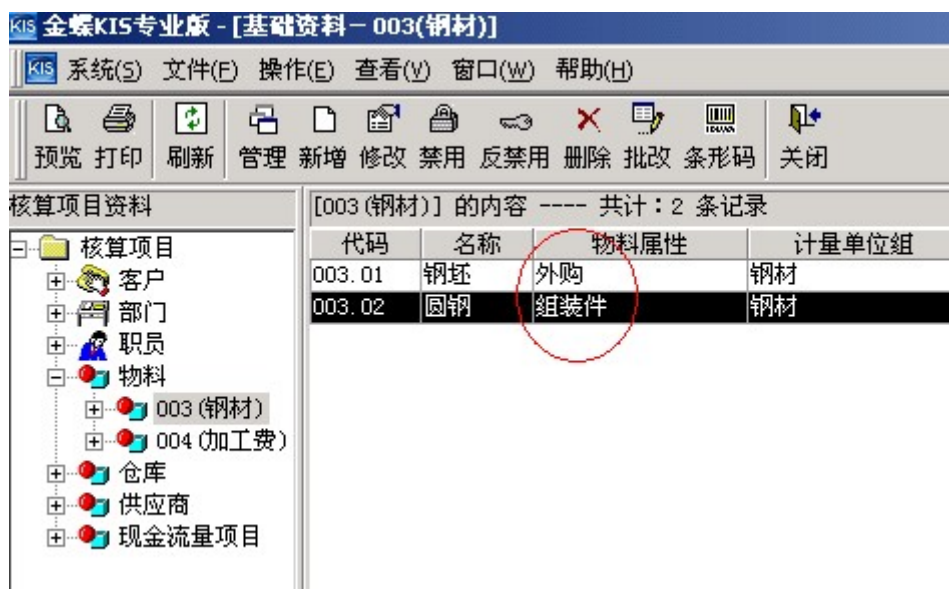 KIS 金蝶KIS专业版 - [基础资料－003(钢材)]
KIS 系统(S) 文件(F) 操作(E) 查看(V) 窗口(W) 帮助(H)
预览 打印 刷新 管理 新增 修改 禁用 反禁用 删除 批改 条形码 关闭
核算项目资料
[003(钢材)] 的内容 ---- 共计：2 条记录
核算项目
客户
部门
职员
物料
003(钢材)
004(加工费)
仓库
供应商
现金流量项目
代码 名称 物料属性 计量单位组
003.01 钢坯 外购 钢材
003.02 圆钢 组装件 钢材